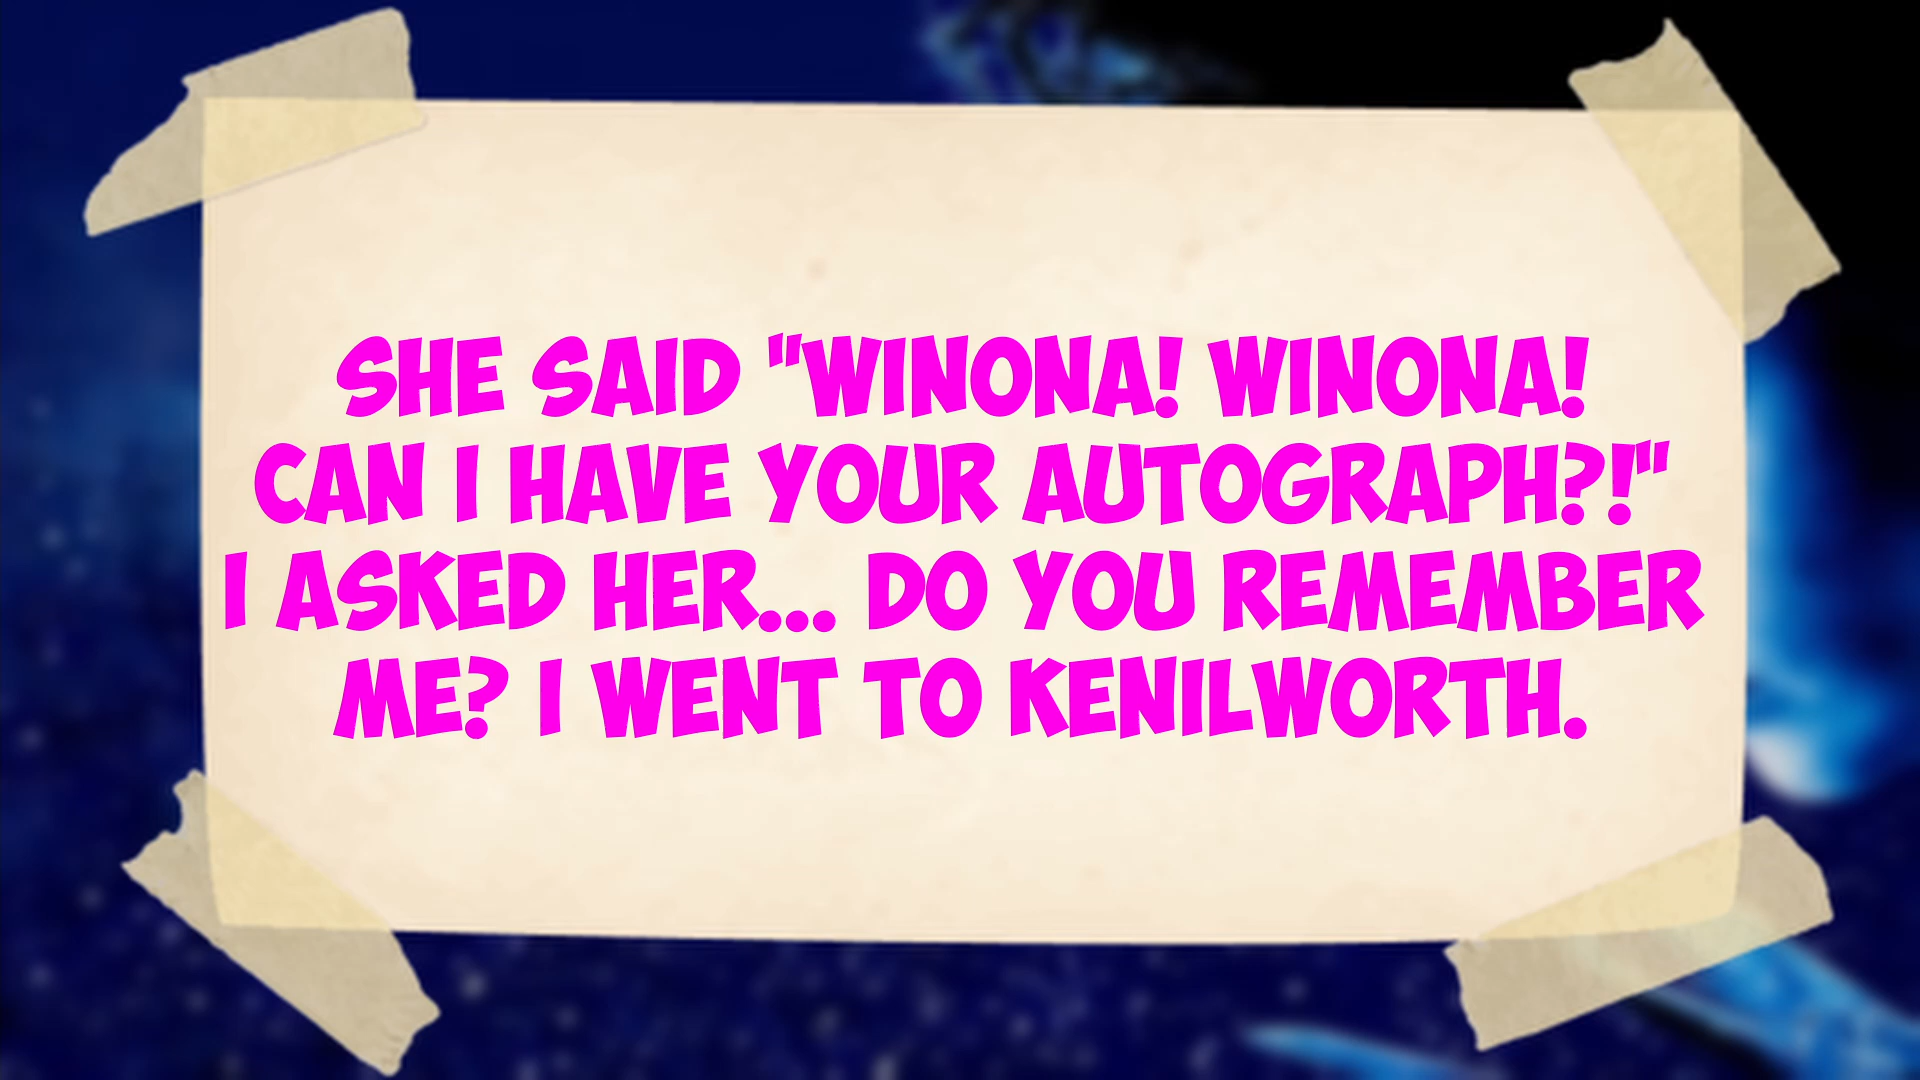 SHE SAID "WINONA! WINONA!
CAN I HAVE YOUR AUTOGRAPH?!"
I ASKED HER... DO YOU REMEMBER
ME? I WENT TO KENILWORTH.